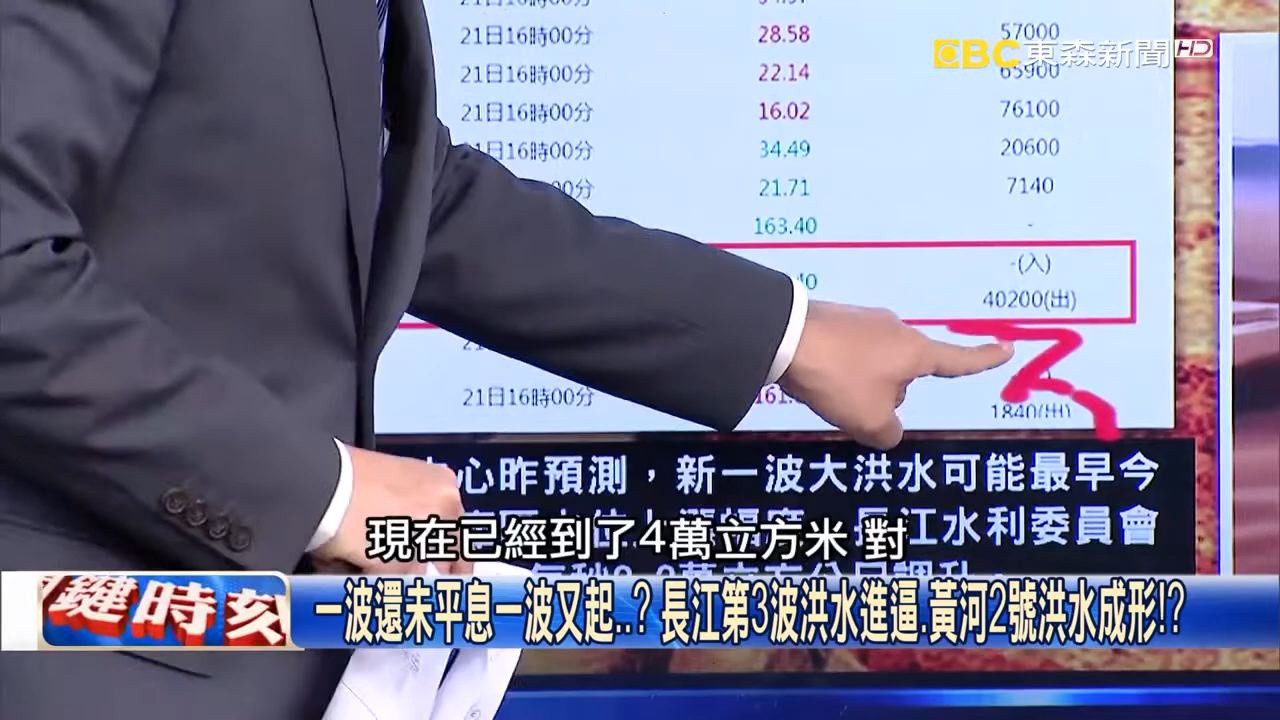 21日16時00分 28.58 57000
EBC 東森新聞 HD
21日16時00分 22.14 65900
21日16時00分 16.02 76100
21日16時00分 34.49 20600
00分 21.71 7140
163.40 -
-(入)
40 40200(出)
21日16時00分 161. 1840(出)
心昨預測，新一波大洪水可能最早今
長江水利委員會
現在已經到了4萬立方米 對
鍵時刻
一波還未平息一波又起..? 長江第3波洪水進逼.黃河2號洪水成形!?